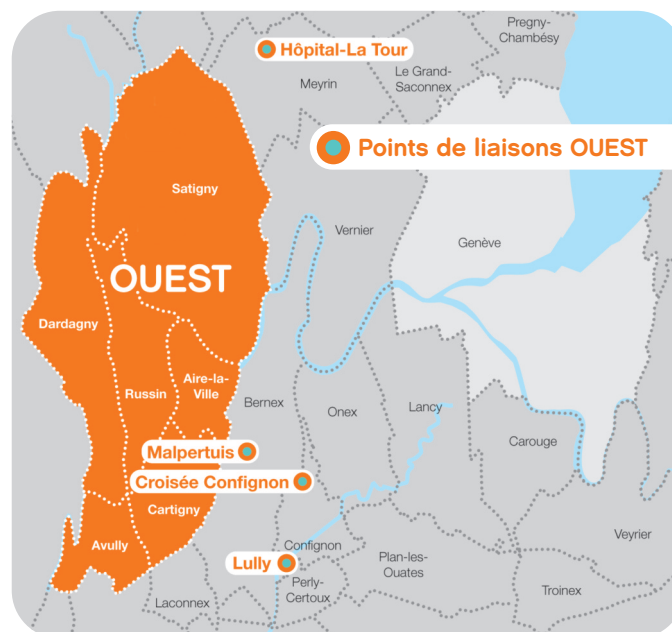 Pregny-
Chambésy
Hôpital-La Tour
Meyrin
Le Grand-
Saconnex
Points de liaisons OUEST
Satigny
Vernier
Genève
OUEST
Dardagny
Aire-la-
Ville
Russin
Bernex
Onex
Lancy
Carouge
Malpertuis
Croisée Confignon
Cartigny
Avully
Confignon
Lully
Plan-les-
Ouates
Veyrier
Perly-
Certoux
Troinex
Laconnex